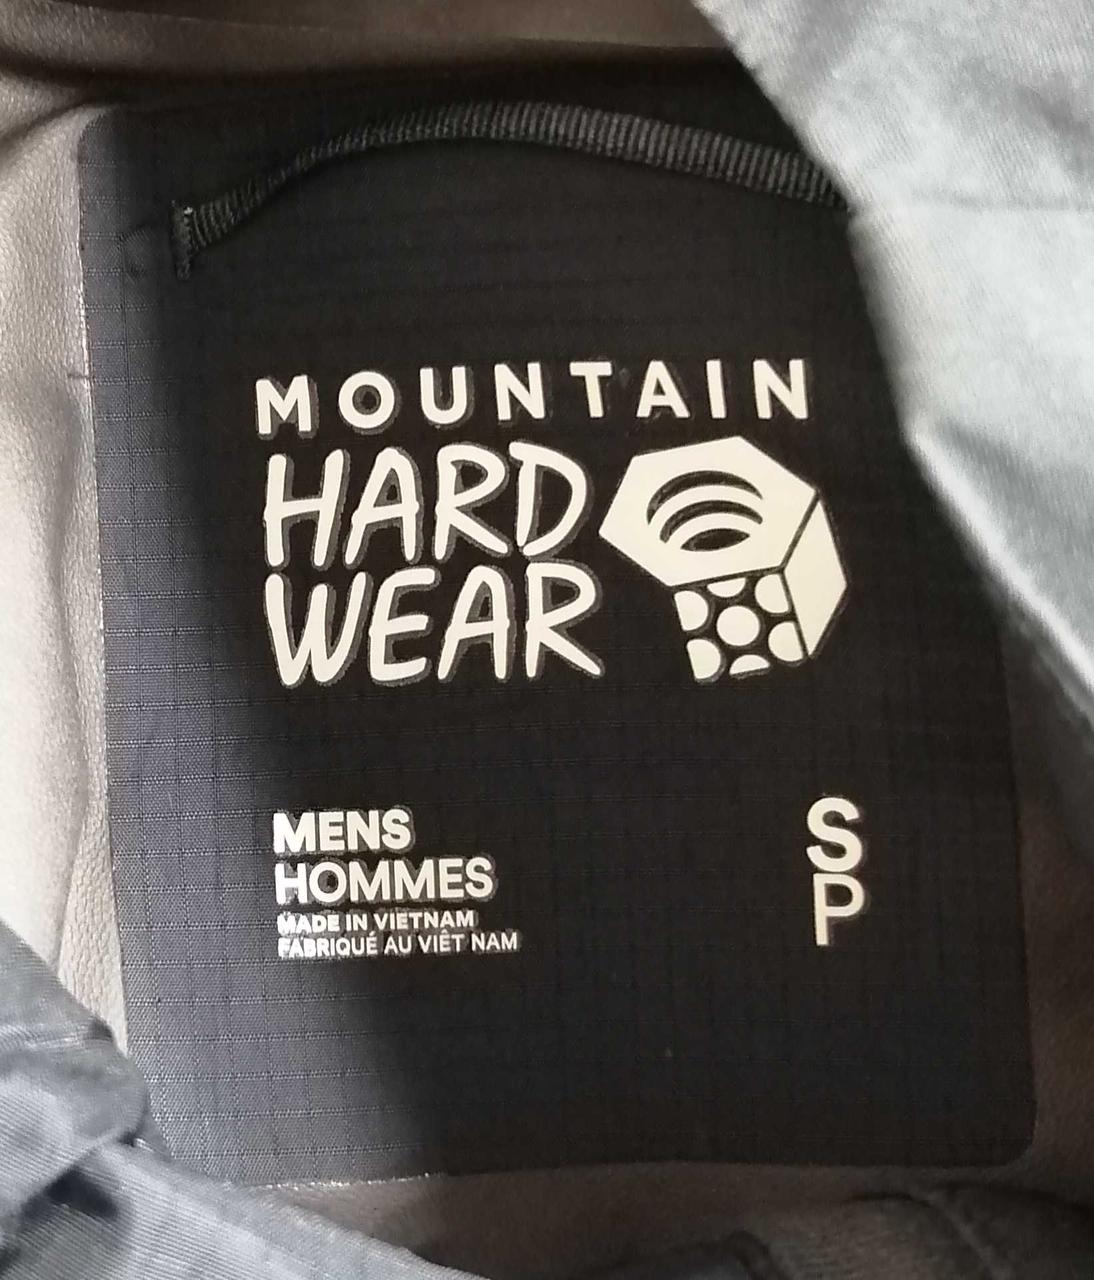 MOUNTAIN
HARD
WEAR
MENS
HOMMES
MADE IN VIETNAM
FABRIQUÉ AU VIÊT NAM
S
P